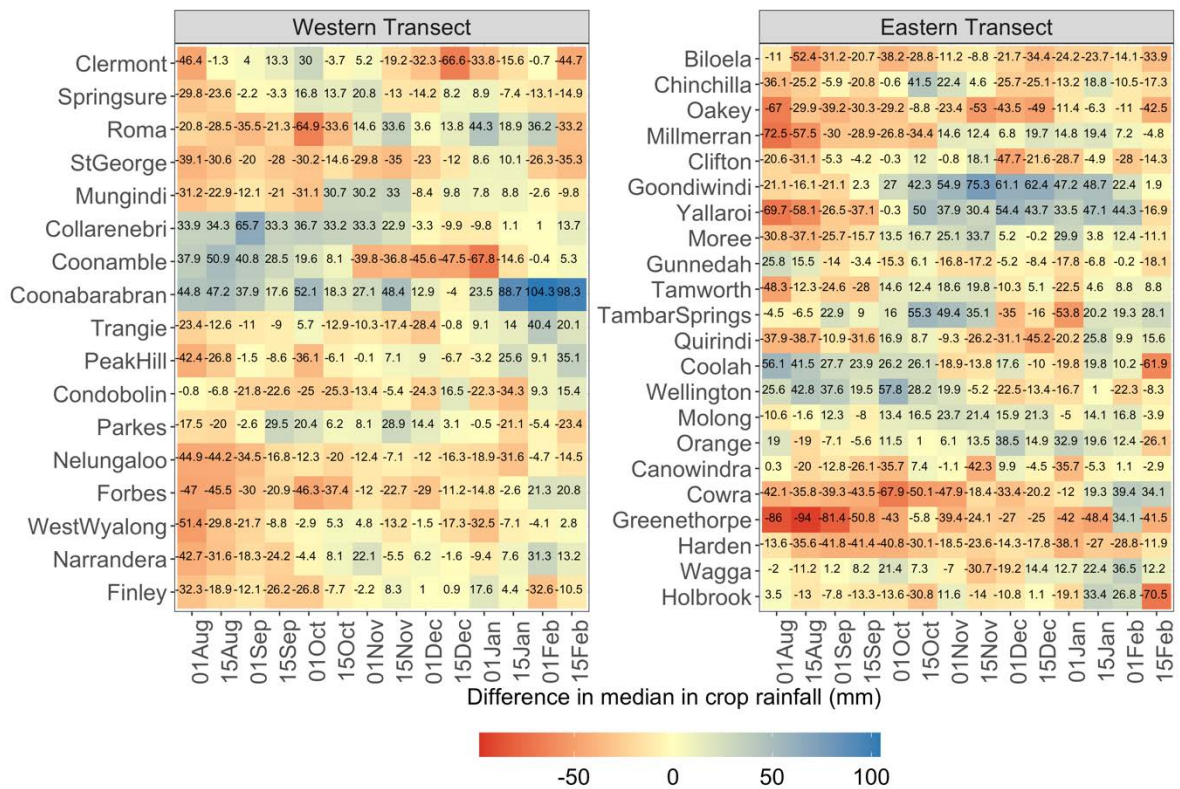 Western Transect
Clermont -46.4 -1.3 4 13.3 30 -3.7 5.2 -19.2 -32.3 -66.6 -33.8 -15.6 -0.7 -44.7
Springsure -29.8 -23.6 -2.2 -3.3 16.8 13.7 20.8 -13 -14.2 8.2 8.9 -7.4 -13.1 -14.9
Roma -20.8 -28.5 -35.5 -21.3 -64.9 -33.6 14.6 33.6 3.6 13.8 44.3 18.9 36.2 -33.2
StGeorge -39.1 -30.6 -20 -28 -30.2 -14.6 -29.8 -35 -23 -12 8.6 10.1 -26.3 -35.3
Mungindi -31.2 -22.9 -12.1 -21 -31.1 30.7 30.2 33 -8.4 9.8 7.8 8.8 -2.6 -9.8
Collarenebri 33.9 34.3 65.7 33.3 36.7 33.2 33.3 22.9 -3.3 -9.9 -9.8 1.1 1 13.7
Coonamble 37.9 50.9 40.8 28.5 19.6 8.1 -39.8 -36.8 -45.6 -47.5 -67.8 -14.6 -0.4 5.3
Coonabarabran 44.8 47.2 37.9 17.6 52.1 18.3 27.1 48.4 12.9 -4 23.5 88.7 104.3 98.3
Trangie -23.4 -12.6 -11 -9 5.7 -12.9 -10.3 -17.4 -28.4 -0.8 9.1 14 40.4 20.1
PeakHill -42.4 -26.8 -1.5 -8.6 -36.1 -6.1 -0.1 7.1 9 -6.7 -3.2 25.6 9.1 35.1
Condobolin -0.8 -6.8 -21.8 -22.6 -25 -25.3 -13.4 -5.4 -24.3 16.5 -22.3 -34.3 9.3 15.4
Parkes -17.5 -20 -2.6 29.5 20.4 6.2 8.1 28.9 14.4 3.1 -0.5 -21.1 -5.4 -23.4
Nelungaloo -44.9 -44.2 -34.5 -16.8 -12.3 -20 -12.4 -7.1 -12 -16.3 -18.9 -31.6 -4.7 -14.5
Forbes -47 -45.5 -30 -20.9 -46.3 -37.4 -12 -22.7 -29 -11.2 -14.8 -2.6 21.3 20.8
WestWyalong -51.4 -29.8 -21.7 -8.8 -2.9 5.3 4.8 -13.2 -1.5 -17.3 -32.5 -7.1 -4.1 2.8
Narrandera -42.7 -31.6 -18.3 -24.2 -4.4 8.1 22.1 -5.5 6.2 -1.6 -9.4 7.6 31.3 13.2
Finley -32.3 -18.9 -12.1 -26.2 -26.8 -7.7 -2.2 8.3 1 0.9 17.6 4.4 -32.6 -10.5
01Aug 15Aug 01Sep 15Sep 01Oct 15Oct 01Nov 15Nov 01Dec 15Dec 01Jan 15Jan 01Feb 15Feb
Eastern Transect
Biloela -11 -52.4 -31.2 -20.7 -38.2 -28.8 -11.2 -8.8 -21.7 -34.4 -24.2 -23.7 -14.1 -33.9
Chinchilla -36.1 -25.2 -5.9 -20.8 -0.6 41.5 22.4 4.6 -25.7 -25.1 -13.2 18.8 -10.5 -17.3
Oakey -67 -29.9 -39.2 -30.3 -29.2 -8.8 -23.4 -53 -43.5 -49 -11.4 -6.3 -11 -42.5
Millmerran -72.5 -57.5 -30 -28.9 -26.8 -34.4 14.6 12.4 6.8 19.7 14.8 19.4 7.2 -4.8
Clifton -20.6 -31.1 -5.3 -4.2 -0.3 12 -0.8 18.1 -47.7 -21.6 -28.7 -4.9 -28 -14.3
Goondiwindi -21.1 -16.1 -21.1 2.3 27 42.3 54.9 75.3 61.1 62.4 47.2 48.7 22.4 1.9
Yallaroi -69.7 -58.1 -26.5 -37.1 -0.3 50 37.9 30.4 54.4 43.7 33.5 47.1 44.3 -16.9
Moree -30.8 -37.1 -25.7 -15.7 13.5 16.7 25.1 33.7 5.2 -0.2 29.9 3.8 12.4 -11.1
Gunnedah 25.8 15.5 -14 -3.4 -15.3 6.1 -16.8 -17.2 -5.2 -8.4 -17.8 -6.8 -0.2 -18.1
Tamworth -48.3 -12.3 -24.6 -28 14.6 12.4 18.6 19.8 -10.3 5.1 -22.5 4.6 8.8 8.8
TambarSprings -4.5 -6.5 22.9 9 16 55.3 49.4 35.1 -35 -16 -53.8 20.2 19.3 28.1
Quirindi -37.9 -38.7 -10.9 -31.6 16.9 8.7 -9.3 -26.2 -31.1 -45.2 -20.2 25.8 9.9 15.6
Coolah 56.1 41.5 27.7 23.9 26.2 26.1 -18.9 -13.8 17.6 -10 -19.8 19.8 10.2 -61.9
Wellington 25.6 42.8 37.6 19.5 57.8 28.2 19.9 -5.2 -22.5 -13.4 -16.7 1 -22.3 -8.3
Molong -10.6 -1.6 12.3 -8 13.4 16.5 23.7 21.4 15.9 21.3 -5 14.1 16.8 -3.9
Orange 19 -19 -7.1 -5.6 11.5 1 6.1 13.5 38.5 14.9 32.9 19.6 12.4 -26.1
Canowindra 0.3 -20 -12.8 -26.1 -35.7 7.4 -1.1 -42.3 9.9 -4.5 -35.7 -5.3 1.1 -2.9
Cowra -42.1 -35.8 -39.3 -43.5 -67.9 -50.1 -47.9 -18.4 -33.4 -20.2 -12 19.3 39.4 34.1
Greenethorpe -86 -94 -81.4 -50.8 -43 -5.8 -39.4 -24.1 -27 -25 -42 -48.4 34.1 -41.5
Harden -13.6 -35.6 -41.8 -41.4 -40.8 -30.1 -18.5 -23.6 -14.3 -17.8 -38.1 -27 -28.8 -11.9
Wagga -2 -11.2 1.2 8.2 21.4 7.3 -7 -30.7 -19.2 14.4 12.7 22.4 36.5 12.2
Holbrook 3.5 -13 -7.8 -13.3 -13.6 -30.8 11.6 -14 -10.8 1.1 -19.1 33.4 26.8 -70.5
01Aug 15Aug 01Sep 15Sep 01Oct 15Oct 01Nov 15Nov 01Dec 15Dec 01Jan 15Jan 01Feb 15Feb
Difference in median in crop rainfall (mm)
-50 0 50 100